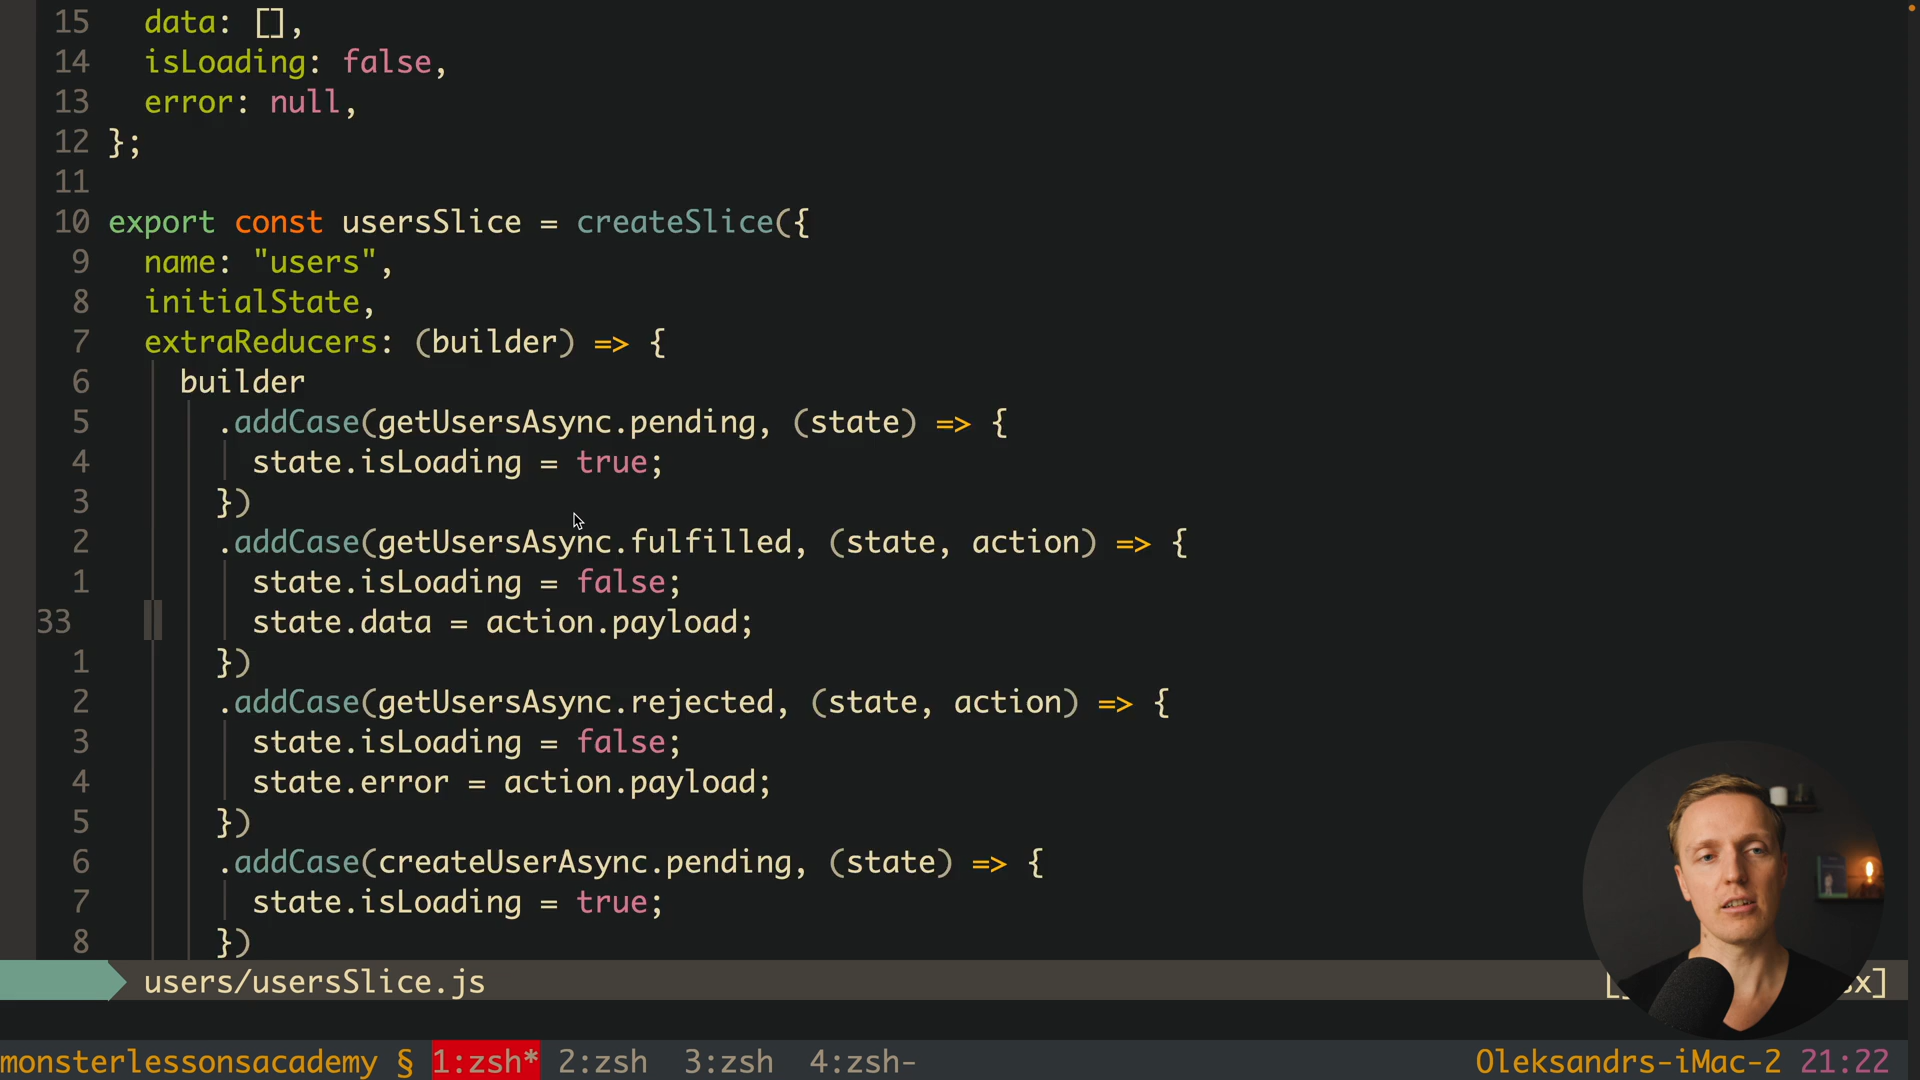 15   data: [],
14   isLoading: false,
13   error: null,
12 };
11
10 export const usersSlice = createSlice({
9   name: "users",
8   initialState,
7   extraReducers: (builder) => {
6     builder
5       .addCase(getUsersAsync.pending, (state) => {
4         state.isLoading = true;
3       })
2       .addCase(getUsersAsync.fulfilled, (state, action) => {
1         state.isLoading = false;
33         state.data = action.payload;
1       })
2       .addCase(getUsersAsync.rejected, (state, action) => {
3         state.isLoading = false;
4         state.error = action.payload;
5       })
6       .addCase(createUserAsync.pending, (state) => {
7         state.isLoading = true;
8       })
users/usersSlice.js
monsterlessonsacademy § 1:zsh* 2:zsh 3:zsh 4:zsh- Oleksandrs-iMac-2 21:22